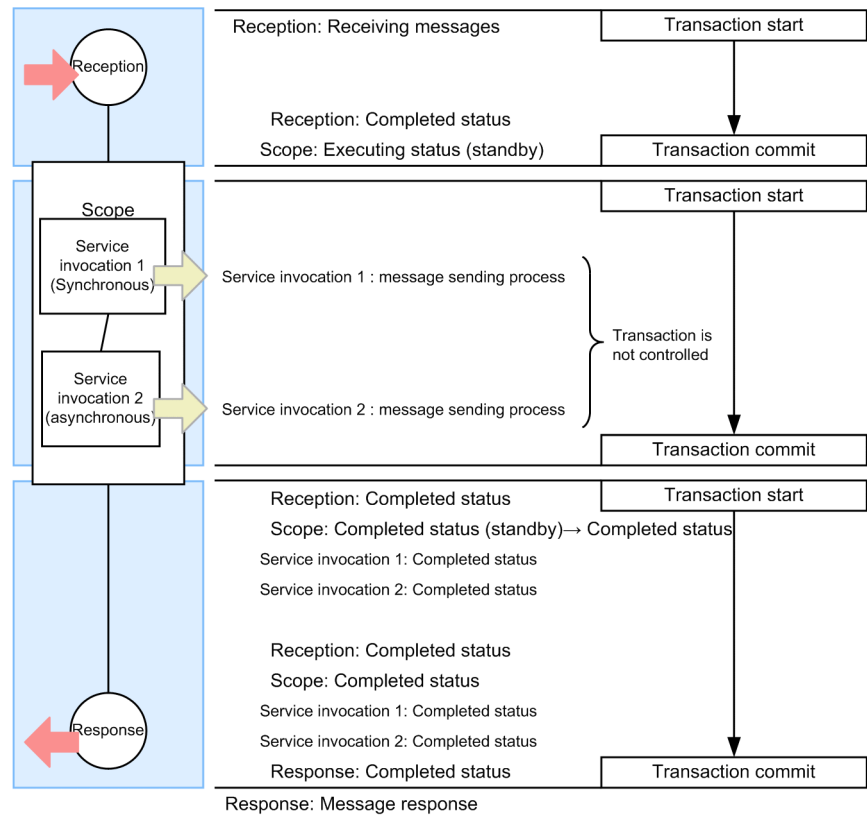 Reception: Receiving messages
Transaction start
Reception
Reception: Completed status
Scope: Executing status (standby)
Transaction commit
Transaction start
Scope
Service
invocation 1
(Synchronous)
Service invocation 1 : message sending process
Transaction is
not controlled
Service
invocation 2
(asynchronous)
Service invocation 2 : message sending process
Transaction commit
Reception: Completed status
Transaction start
Scope: Completed status (standby)→ Completed status
Service invocation 1: Completed status
Service invocation 2: Completed status
Reception: Completed status
Scope: Completed status
Service invocation 1: Completed status
Response
Service invocation 2: Completed status
Response: Completed status
Transaction commit
Response: Message response